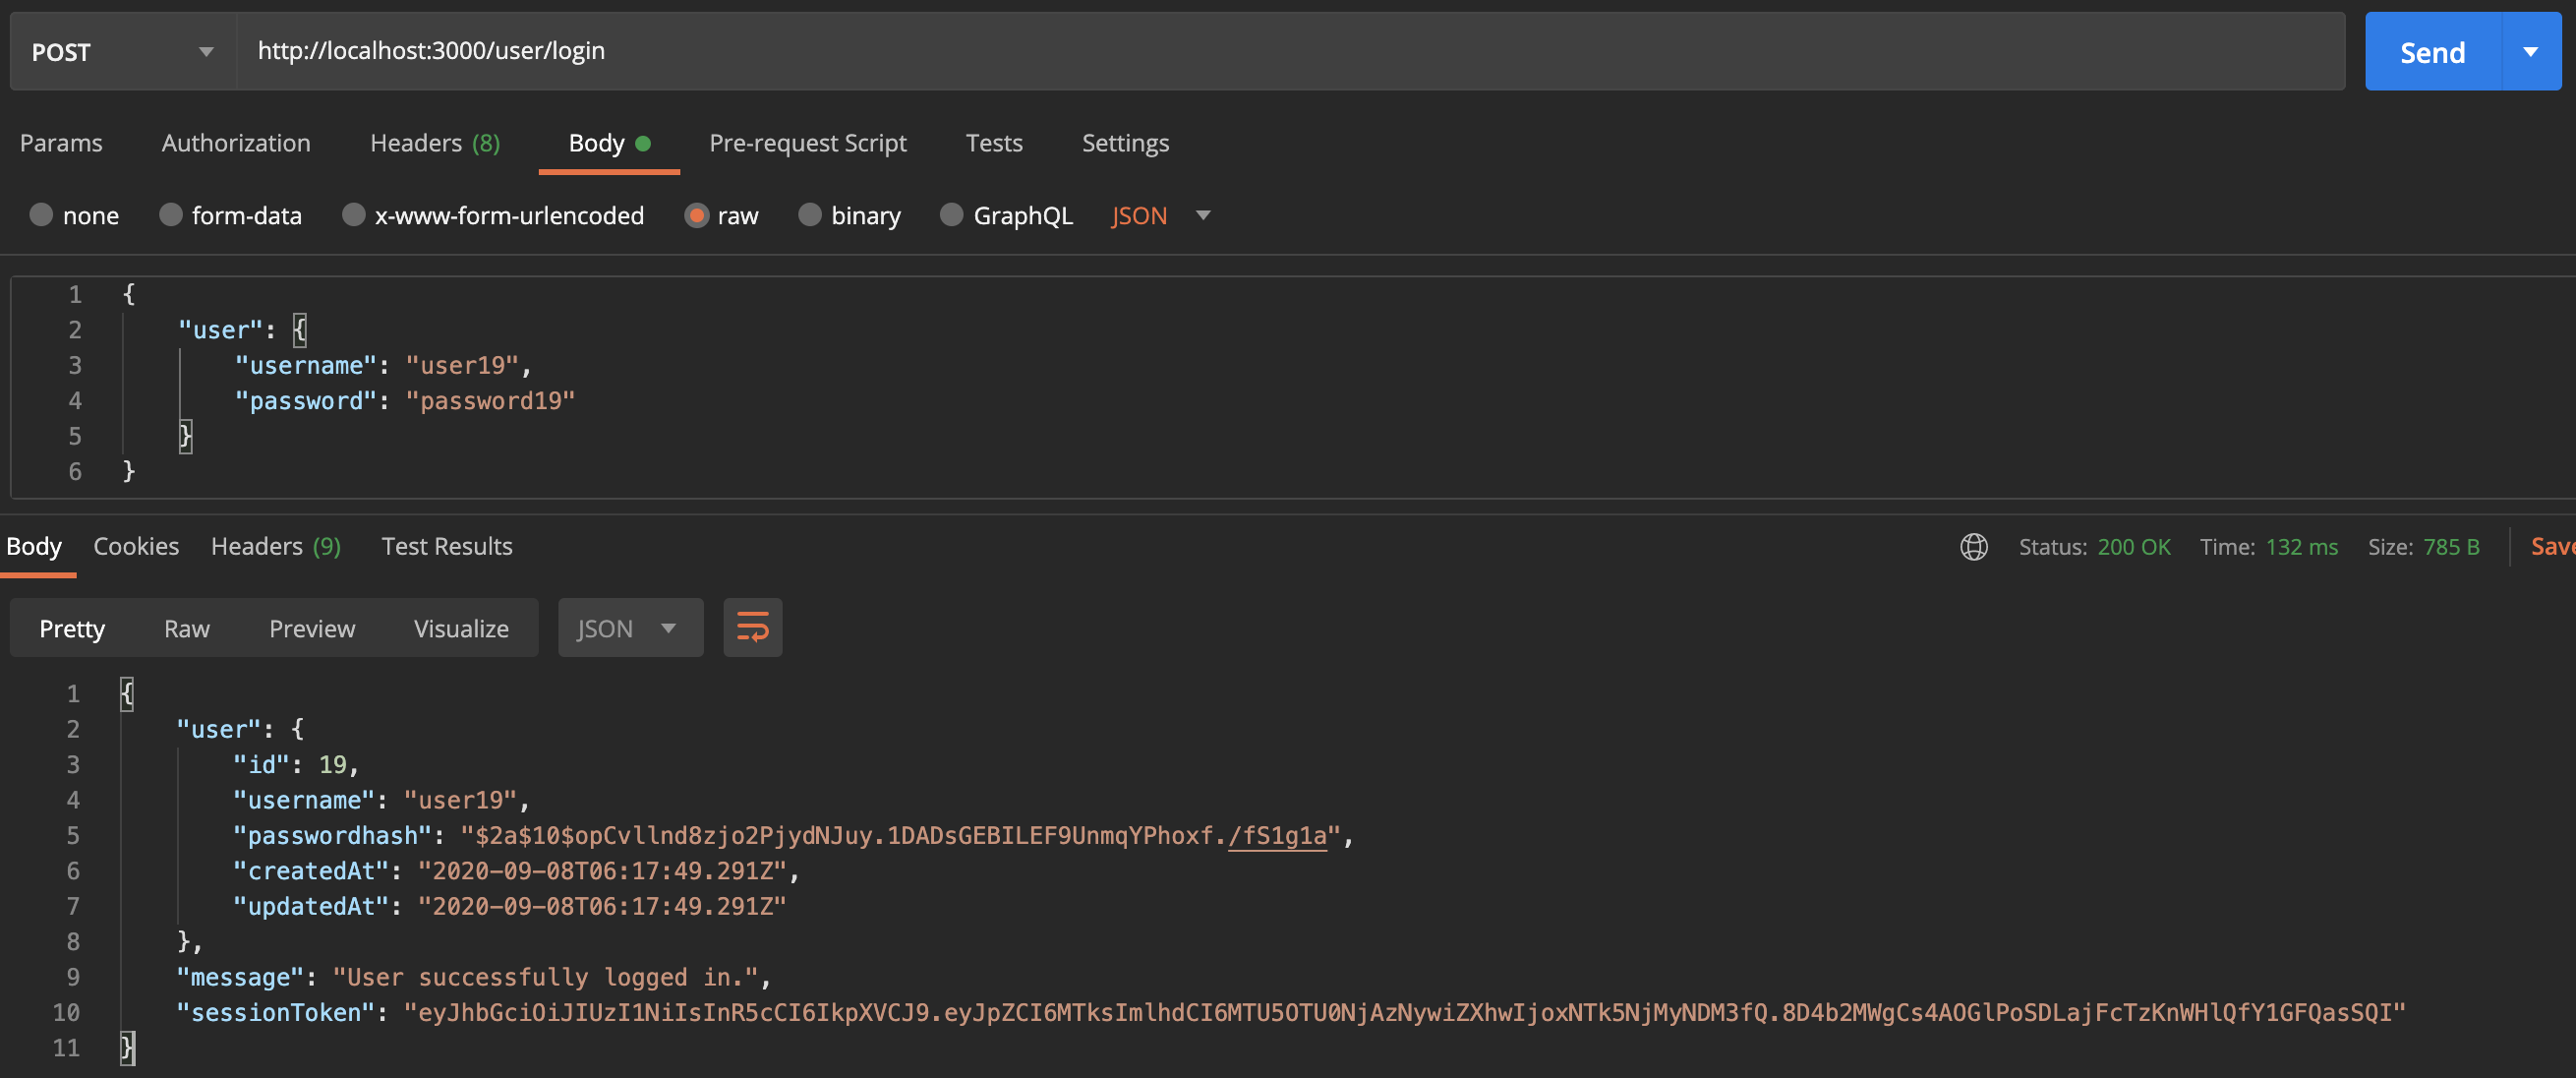 POST http://localhost:3000/user/login Send
Params Authorization Headers (8) Body Pre-request Script Tests Settings
none form-data x-www-form-urlencoded raw binary GraphQL JSON
1 {
2 "user": {
3 "username": "user19",
4 "password": "password19"
5 }
6 }
Body Cookies Headers (9) Test Results Status: 200 OK Time: 132 ms Size: 785 B Save
Pretty Raw Preview Visualize JSON
1 {
2 "user": {
3 "id": 19,
4 "username": "user19",
5 "passwordhash": "$2a$10$opCvllnd8zjo2PjydNJuy.1DADsGEBILEF9UnmqYPhoxf./fS1g1a",
6 "createdAt": "2020-09-08T06:17:49.291Z",
7 "updatedAt": "2020-09-08T06:17:49.291Z"
8 },
9 "message": "User successfully logged in.",
10 "sessionToken": "eyJhbGciOiJIUzI1NiIsInR5cCI6IkpXVCJ9.eyJpZCI6MTksImlhdCI6MTU5OTU0NjAzNywiZXhwIjoxNTk5NjMyNDM3fQ.8D4b2MWgCs4AOGlPoSDLajFcTzKnWHlQfY1GFQasSQI"
11 }